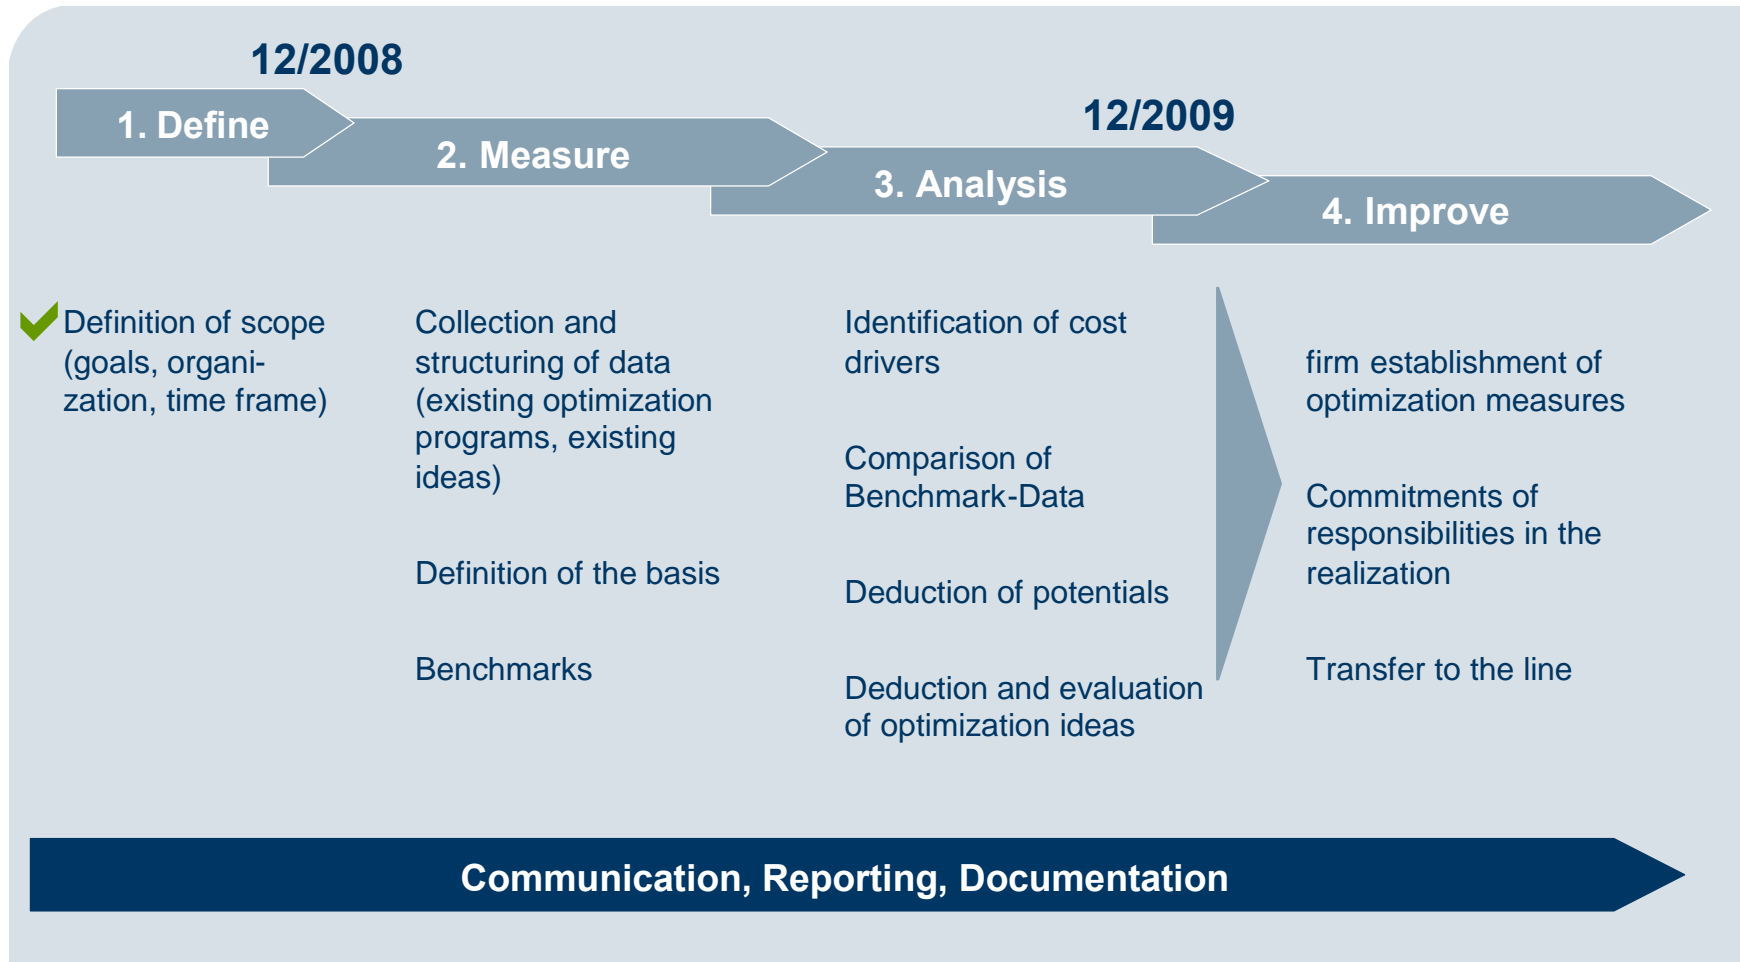 12/2008
12/2009
1. Define
2. Measure
3. Analysis
4. Improve
Definition of scope
(goals, organi-
zation, time frame)
Collection and
structuring of data
(existing optimization
programs, existing
ideas)
Definition of the basis
Benchmarks
Identification of cost
drivers
Comparison of
Benchmark-Data
Deduction of potentials
Deduction and evaluation
of optimization ideas
firm establishment of
optimization measures
Commitments of
responsibilities in the
realization
Transfer to the line
Communication, Reporting, Documentation